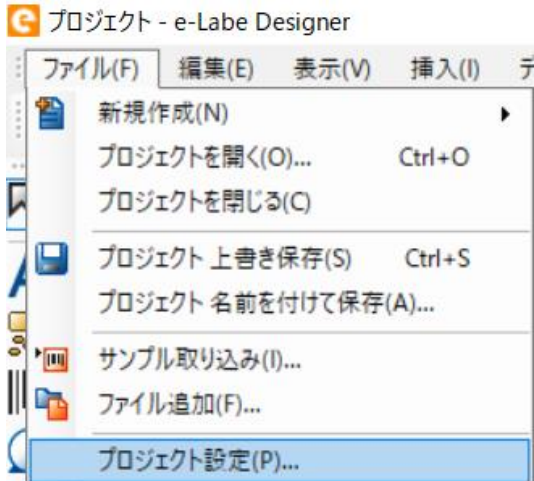 プロジェクト - e-Labe Designer
ファイル(F) 編集(E) 表示(V) 挿入(I)
新規作成(N)
プロジェクトを開く(O)... Ctrl+O
プロジェクトを閉じる(C)
プロジェクト 上書き保存(S) Ctrl+S
プロジェクト 名前を付けて保存(A)...
サンプル取り込み(I)...
ファイル追加(F)...
プロジェクト設定(P)...